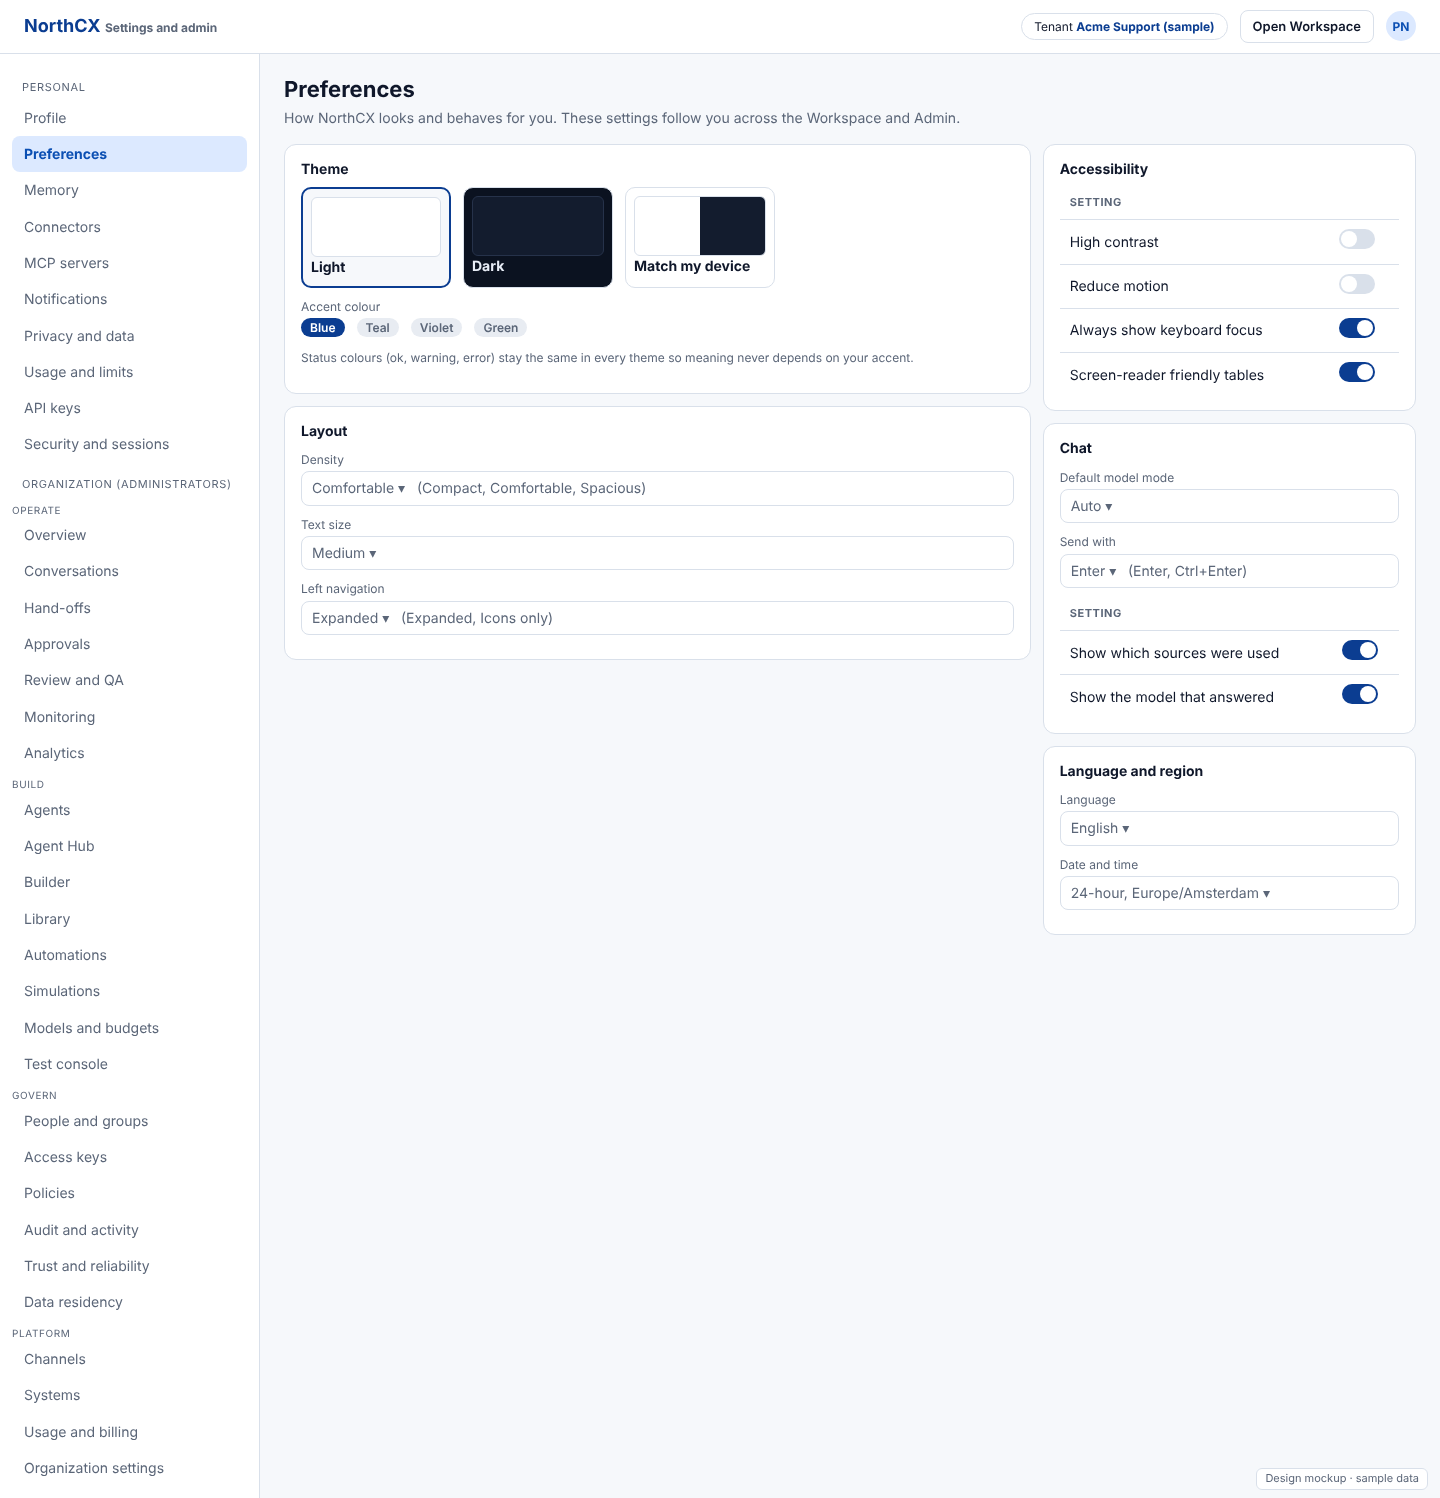 NorthCX Settings and admin
Tenant Acme Support (sample)
Open Workspace
PN
PERSONAL
Profile
Preferences
Memory
Connectors
MCP servers
Notifications
Privacy and data
Usage and limits
API keys
Security and sessions
ORGANIZATION (ADMINISTRATORS)
OPERATE
Overview
Conversations
Hand-offs
Approvals
Review and QA
Monitoring
Analytics
BUILD
Agents
Agent Hub
Builder
Library
Automations
Simulations
Models and budgets
Test console
GOVERN
People and groups
Access keys
Policies
Audit and activity
Trust and reliability
Data residency
PLATFORM
Channels
Systems
Usage and billing
Organization settings
Preferences
How NorthCX looks and behaves for you. These settings follow you across the Workspace and Admin.
Theme
Light
Dark
Match my device
Accent colour
Blue Teal Violet Green
Status colours (ok, warning, error) stay the same in every theme so meaning never depends on your accent.
Layout
Density
Comfortable ▾ (Compact, Comfortable, Spacious)
Text size
Medium ▾
Left navigation
Expanded ▾ (Expanded, Icons only)
Accessibility
SETTING
High contrast
Reduce motion
Always show keyboard focus
Screen-reader friendly tables
Chat
Default model mode
Auto ▾
Send with
Enter ▾ (Enter, Ctrl+Enter)
SETTING
Show which sources were used
Show the model that answered
Language and region
Language
English ▾
Date and time
24-hour, Europe/Amsterdam ▾
Design mockup · sample data